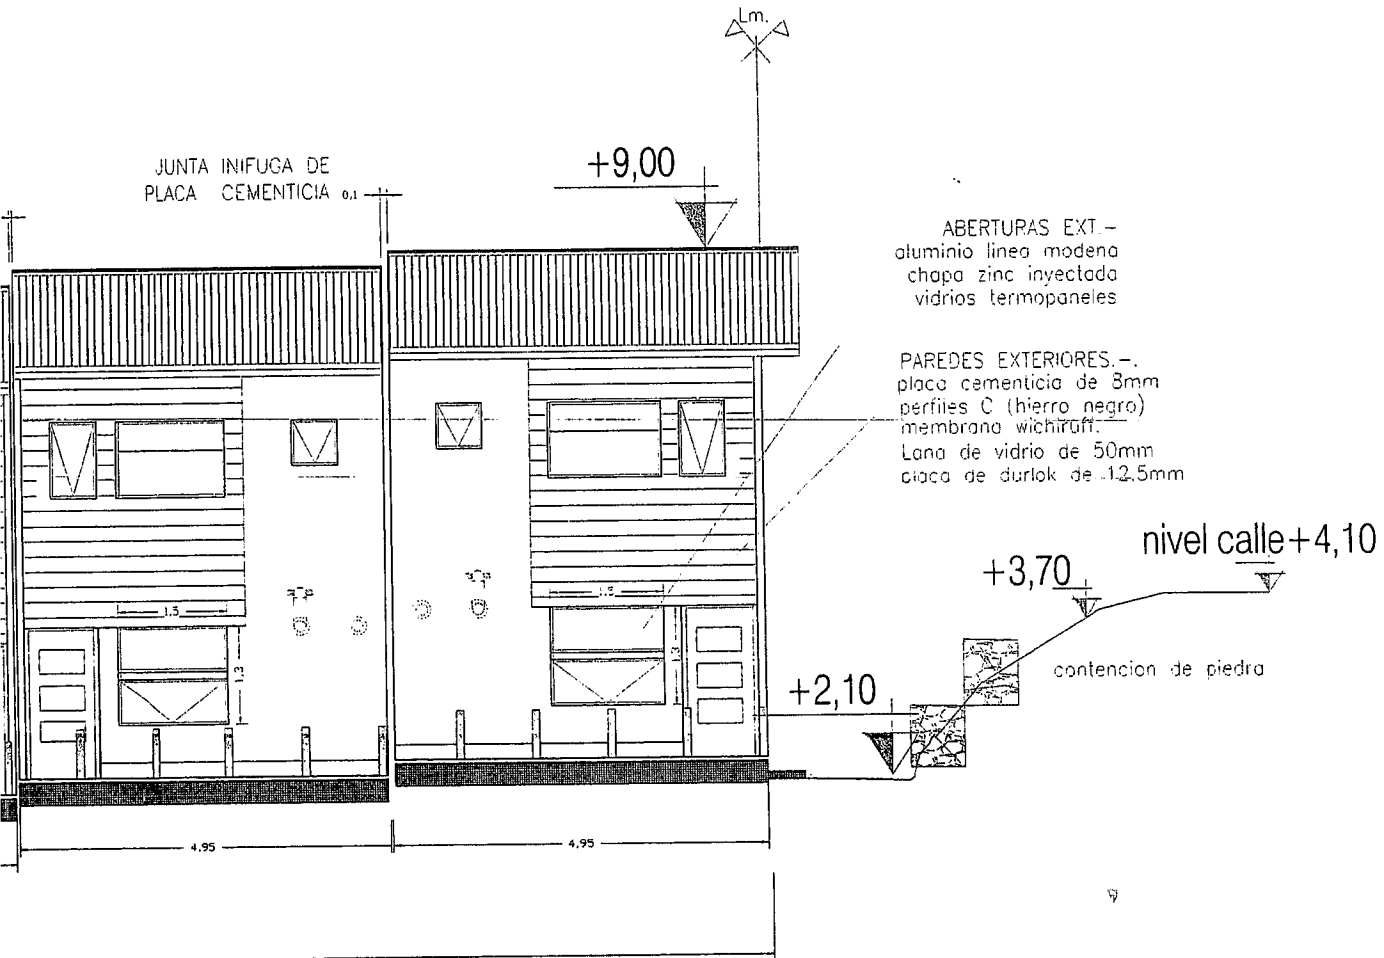 Lm.
JUNTA INIFUGA DE
PLACA CEMENTICIA 0,1
+9,00
ABERTURAS EXT.-
aluminio linea modena
chapa zinc inyectada
vidrios termopaneles
PAREDES EXTERIORES.-.
placa cementicia de 8mm
perfiles C (hierro negro)
membrana wichiruff.
Lana de vidrio de 50mm
placa de durlok de 12.5mm
nivel calle+4,10
+3,70
1.5
1.5
1.3
1.3
contencion de piedra
+2,10
4.95
4.95